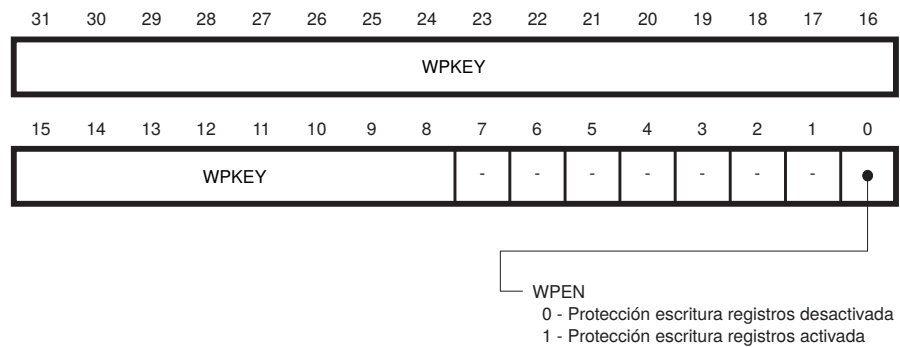 31 30 29 28 27 26 25 24 23 22 21 20 19 18 17 16
WPKEY
15 14 13 12 11 10 9 8 7 6 5 4 3 2 1 0
WPKEY - - - - - - -
WPEN
0 - Protección escritura registros desactivada
1 - Protección escritura registros activada